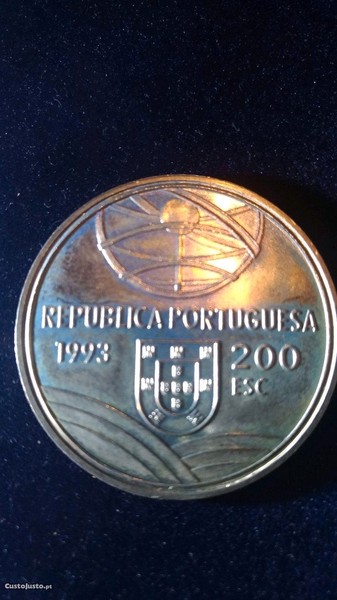 REPUBLICA PORTUGUESA
1993 200
ESC
CustoJusto.pt